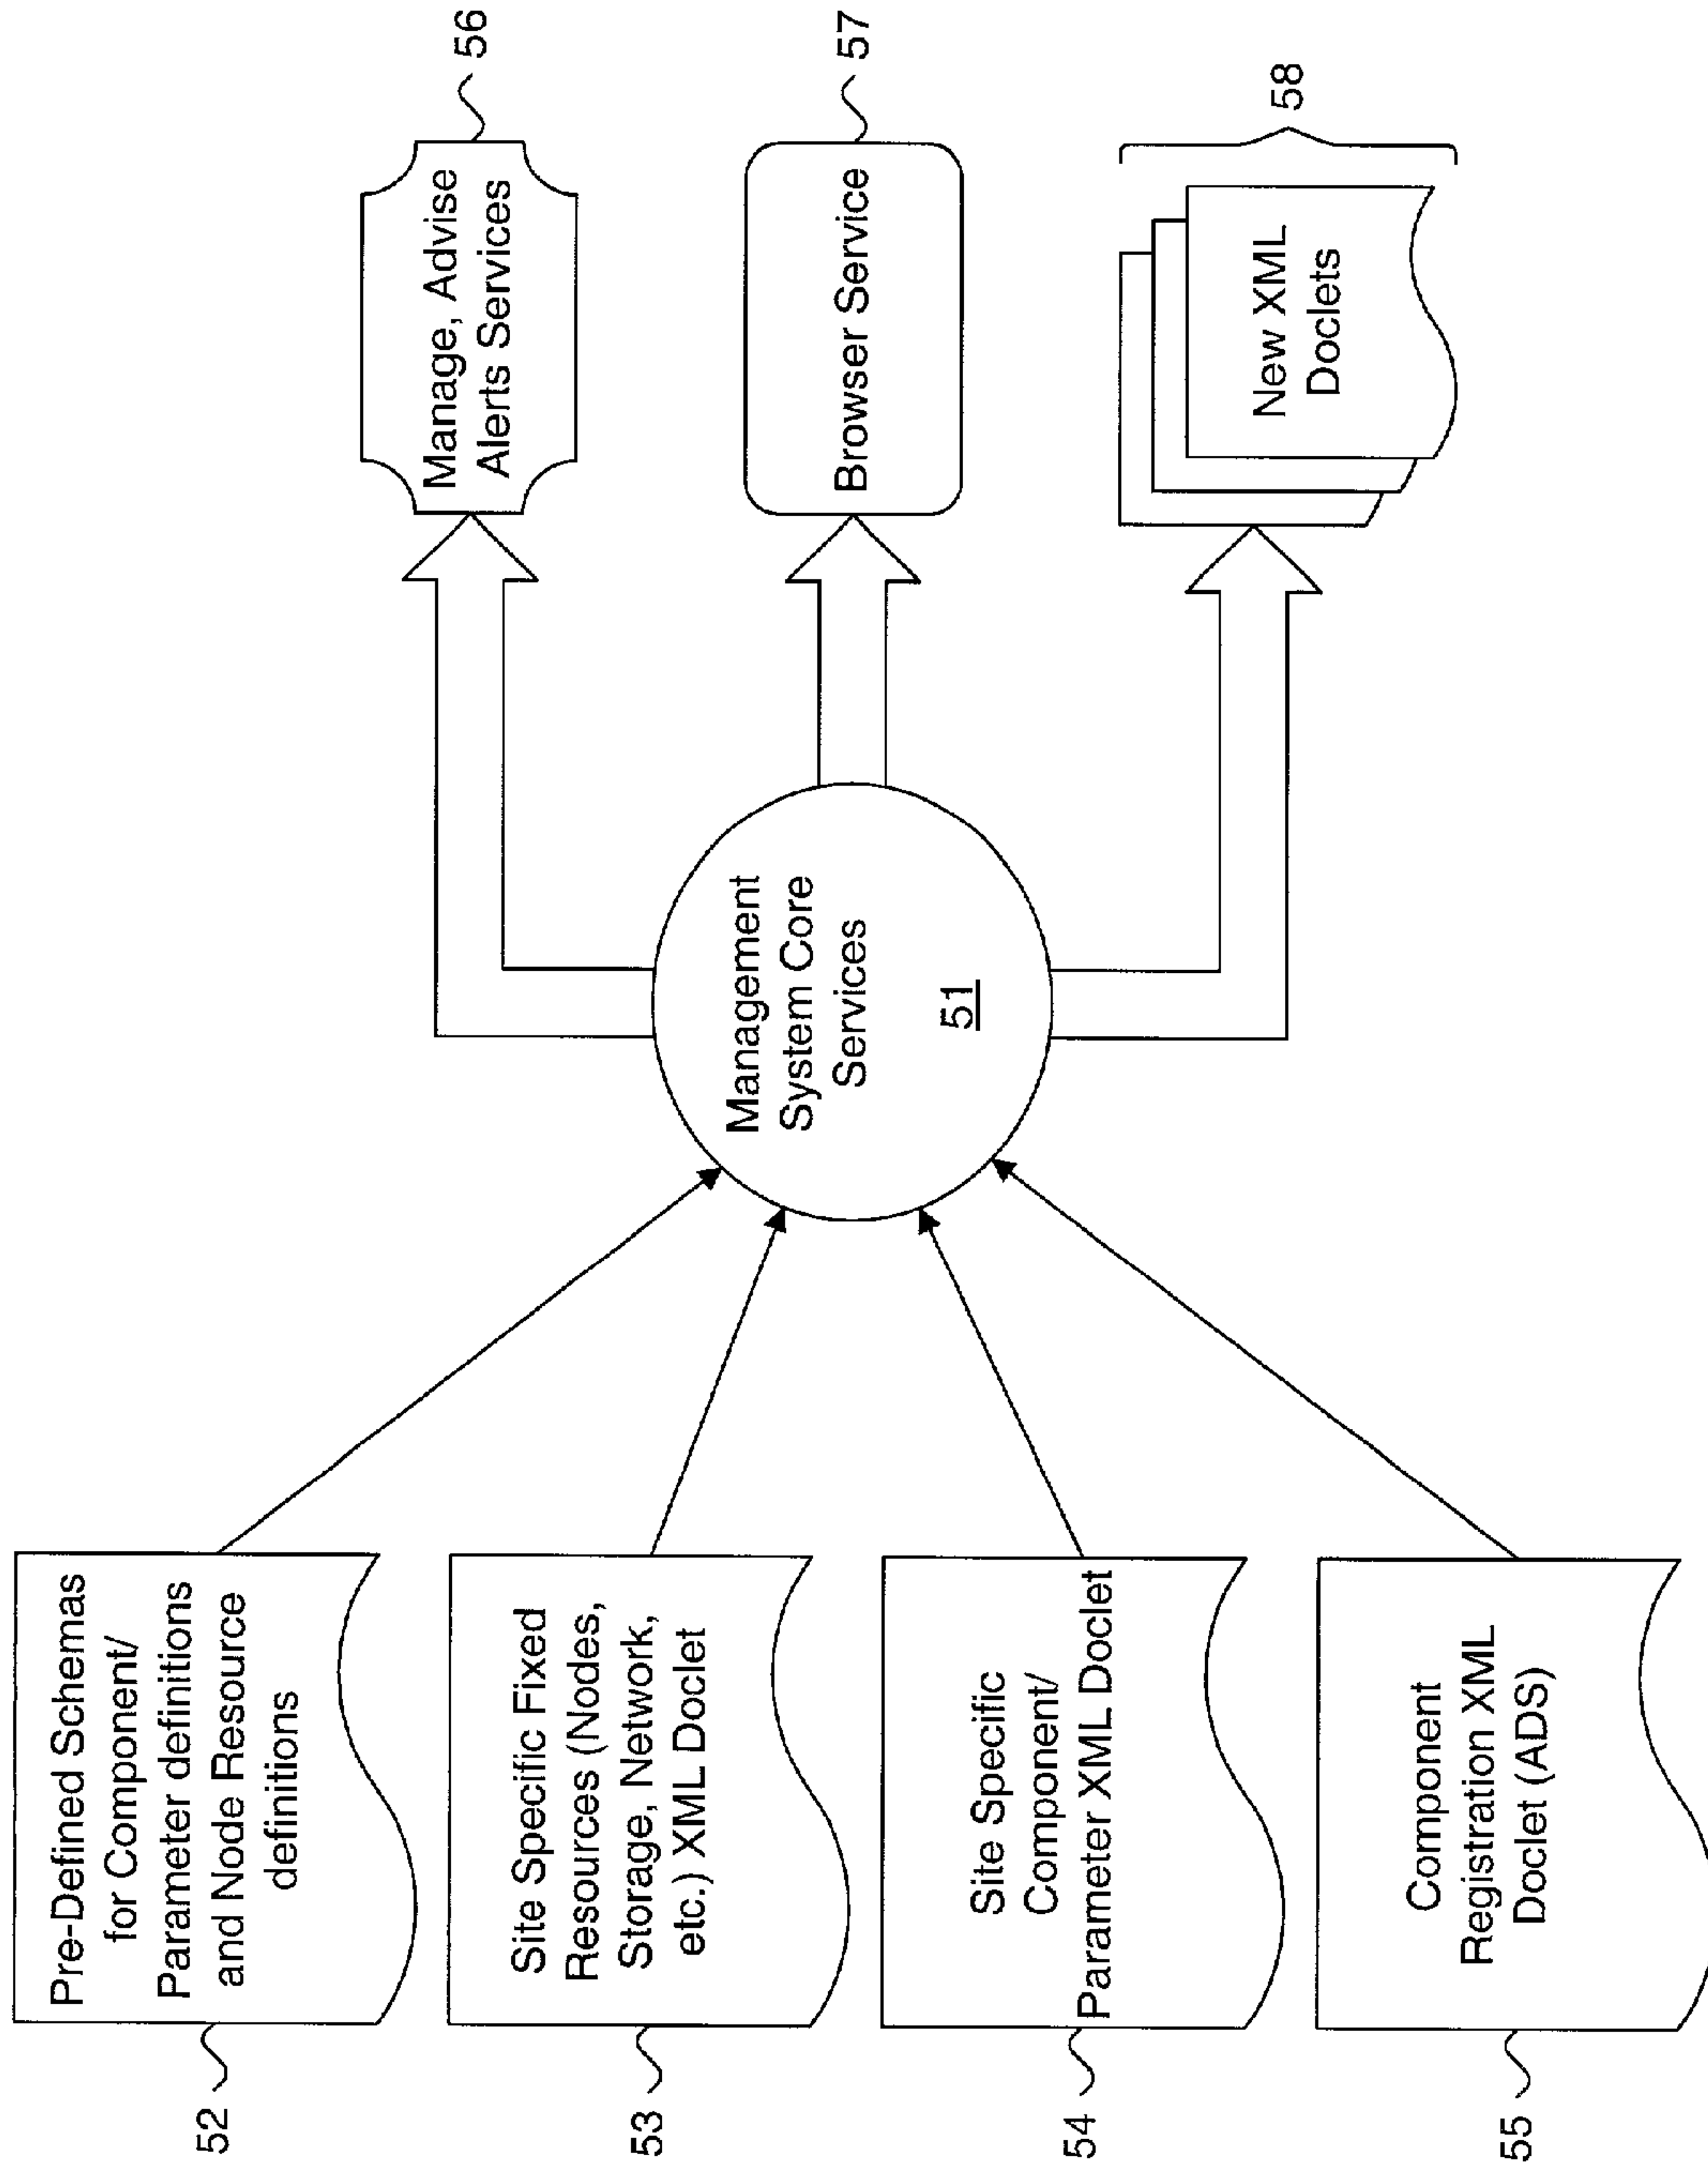 52
Pre-Defined Schemas
for Component/
Parameter definitions
and Node Resource
definitions
53
Site Specific Fixed
Resources (Nodes,
Storage, Network,
etc.) XML Doclet
54
Site Specific
Component/
Parameter XML Doclet
55
Component
Registration XML
Doclet (ADS)
Management
System Core
Services
51
Manage, Advise
Alerts Services
56
Browser Service
57
New XML
Doclets
58